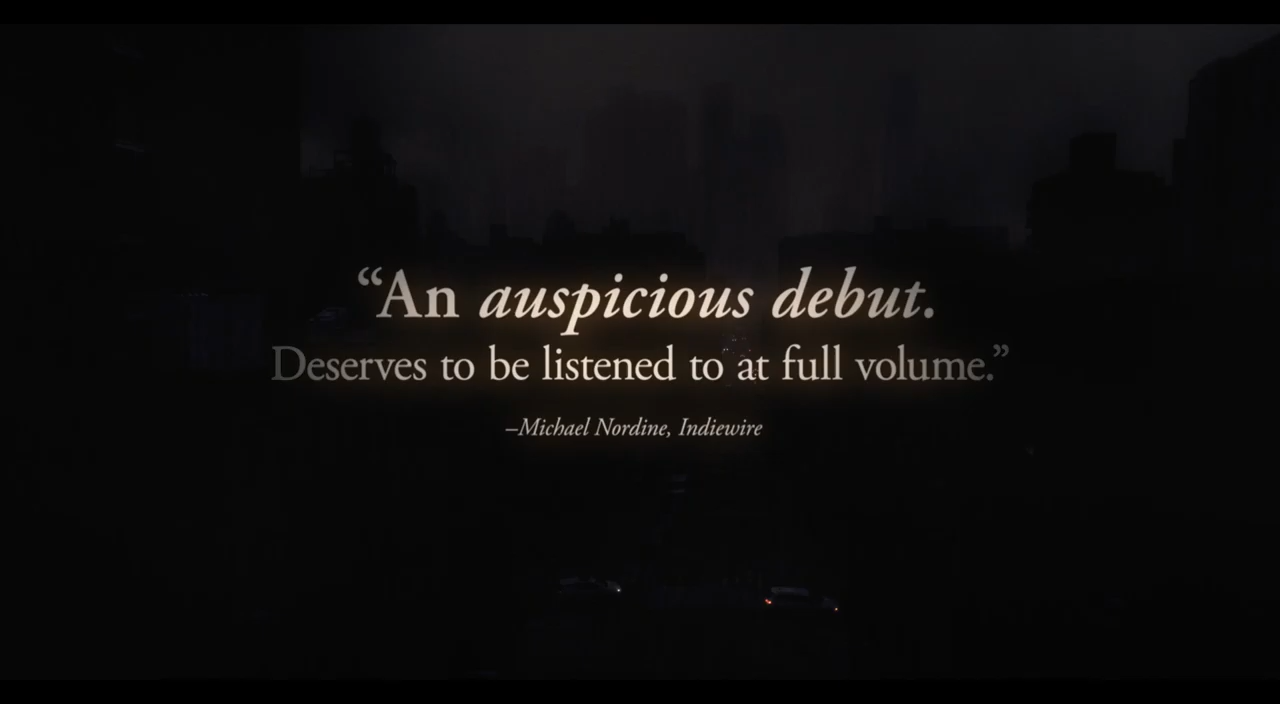 “An auspicious debut.
Deserves to be listened to at full volume.”
–Michael Nordine, Indiewire